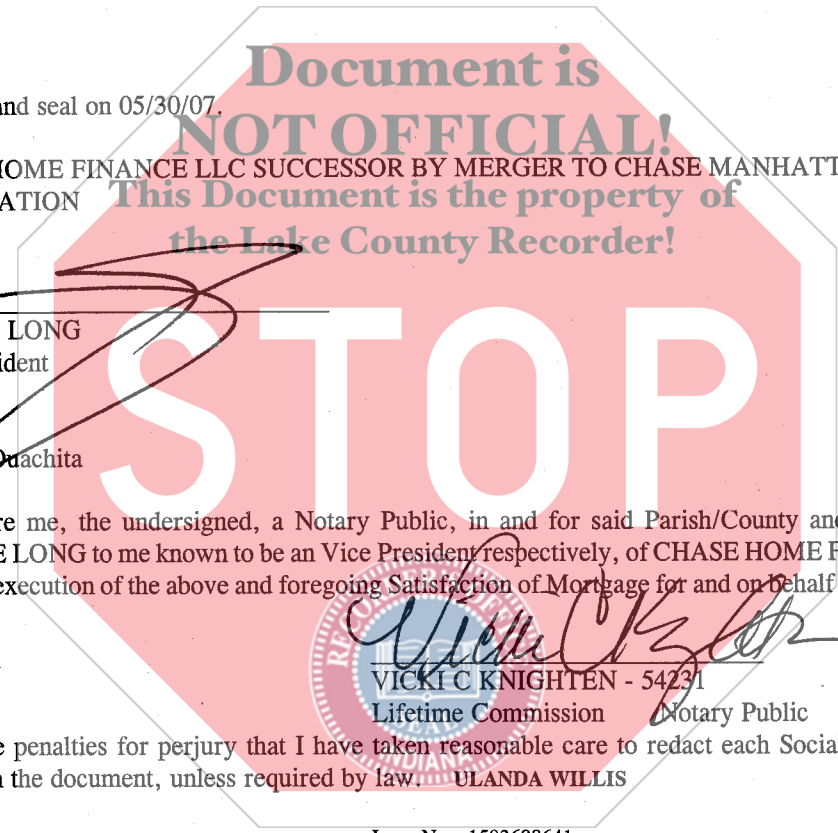 Document is
and seal on 05/30/07.
NOT OFFICIAL!
HOME FINANCE LLC SUCCESSOR BY MERGER TO CHASE MANHATT
This Document is the property of
ATION
the Lake County Recorder!
LONG
ident
STOP
Ouachita
re me, the undersigned, a Notary Public, in and for said Parish/County and
E LONG to me known to be an Vice President respectively, of CHASE HOME F
execution of the above and foregoing Satisfaction of Mortgage for and on behalf
VICKI C KNIGHTEN - 54231
Lifetime Commission Notary Public
INDIANA
e penalties for perjury that I have taken reasonable care to redact each Socia
n the document, unless required by law. ULANDA WILLIS